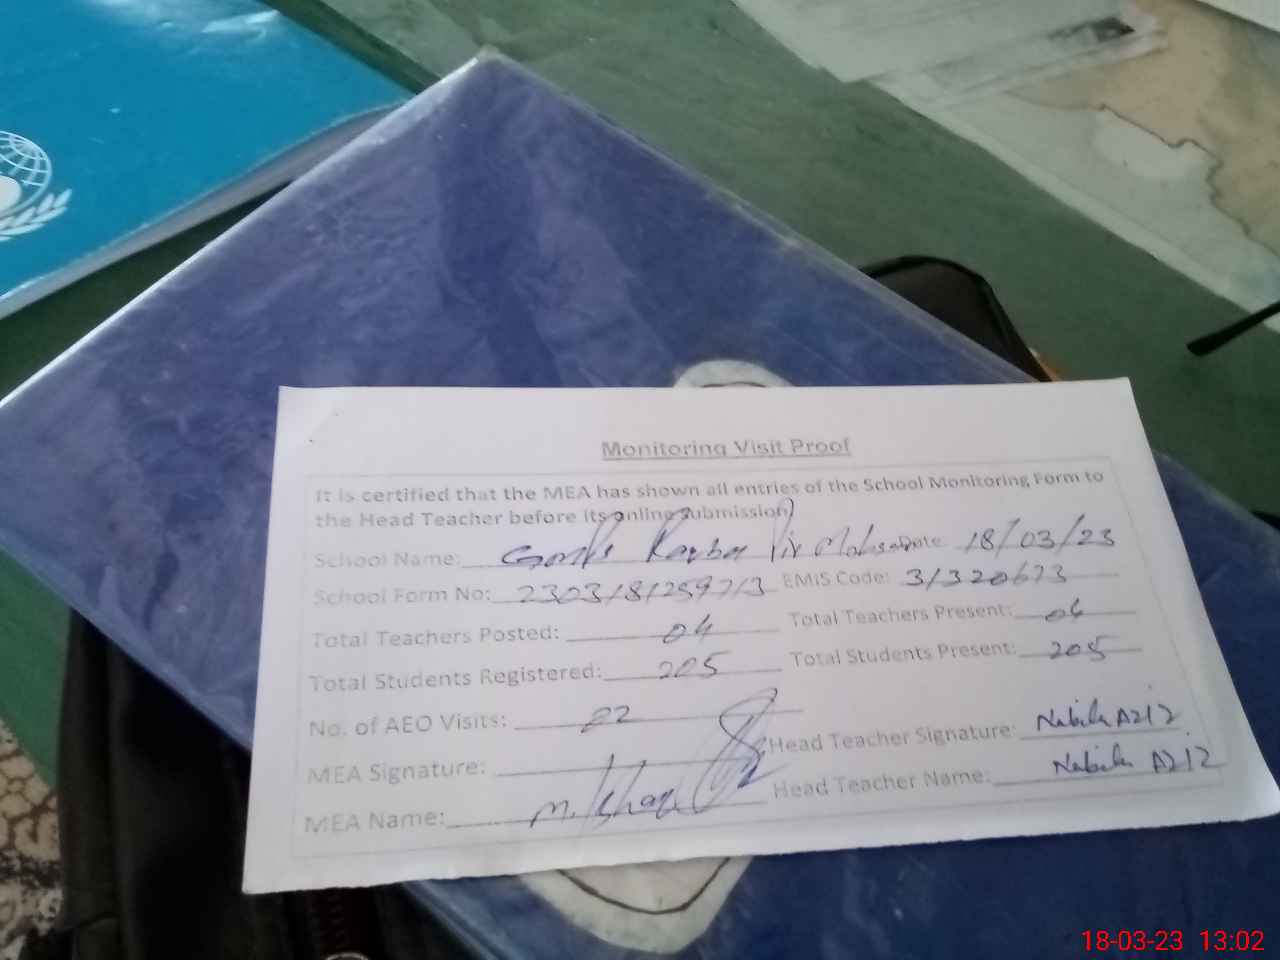 Monitoring Visit Proof
It is certified that the MEA has shown all entries of the School Monitoring Form to
the Head Teacher before its online submission
School Name: Pir Date: 18/03/23
School Form No: EMIS Code: 31320673
Total Teachers Posted: 04 Total Teachers Present: 04
Total Students Registered: 205 Total Students Present: 205
No. of AEO Visits: 02
MEA Signature: Head Teacher Signature: Nabila Aziz
MEA Name: M. Ishaq Head Teacher Name: Nabila Aziz
18-03-23 13:02